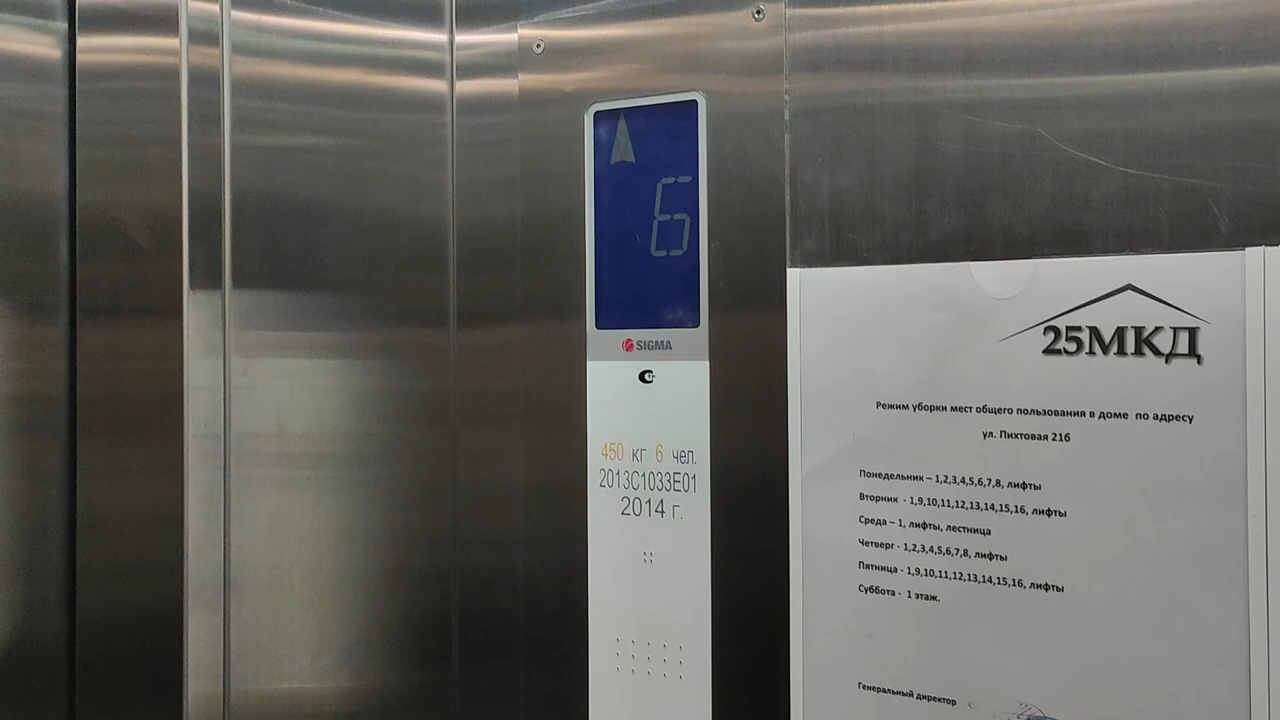 6
SIGMA
450 кг 6 чел.
2013C1033E01
2014 г.
25МКД
Режим уборки мест общего пользования в доме по адресу
ул. Пихтовая 21б
Понедельник – 1,2,3,4,5,6,7,8, лифты
Вторник - 1,9,10,11,12,13,14,15,16, лифты
Среда – 1, лифты, лестница
Четверг - 1,2,3,4,5,6,7,8, лифты
Пятница - 1,9,10,11,12,13,14,15,16, лифты
Суббота - 1 этаж.
Генеральный директор